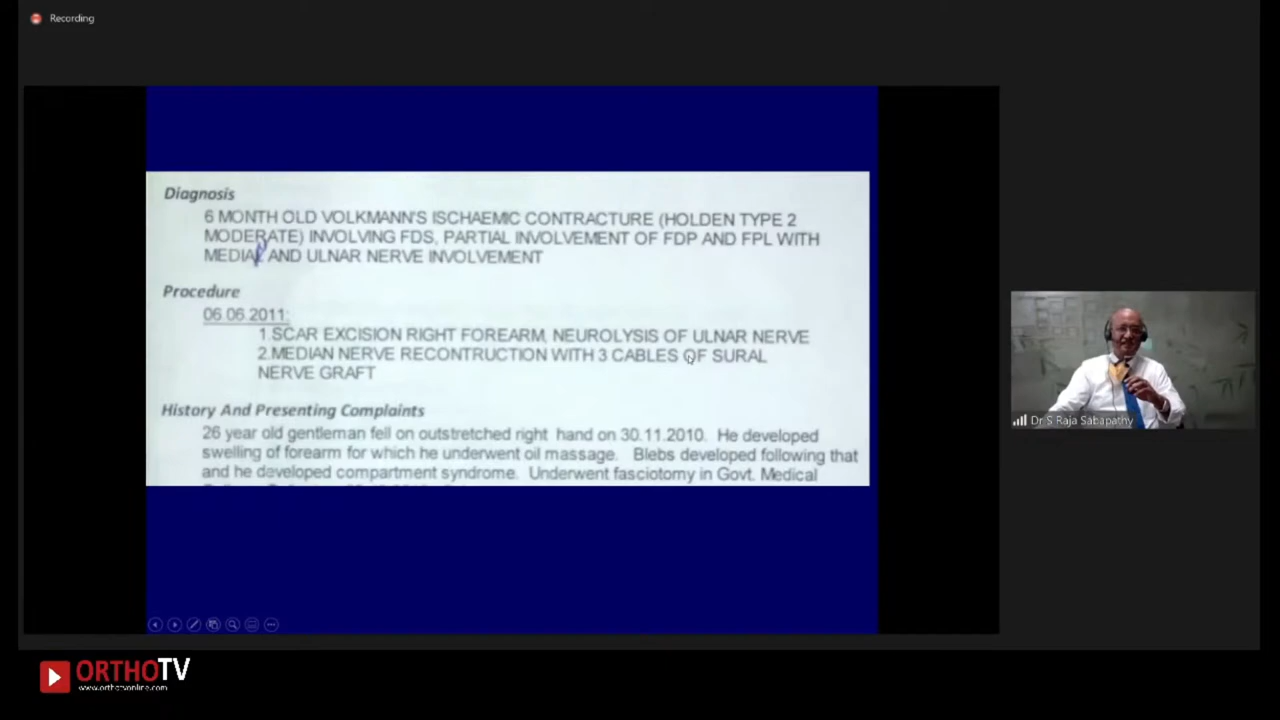 Recording
Diagnosis
6 MONTH OLD VOLKMANN'S ISCHAEMIC CONTRACTURE (HOLDEN TYPE 2
MODERATE) INVOLVING FDS, PARTIAL INVOLVEMENT OF FDP AND FPL WITH
MEDIAL AND ULNAR NERVE INVOLVEMENT
Procedure
06.06.2011:
1.SCAR EXCISION RIGHT FOREARM, NEUROLYSIS OF ULNAR NERVE
2.MEDIAN NERVE RECONTRUCTION WITH 3 CABLES OF SURAL
NERVE GRAFT
History And Presenting Complaints
26 year old gentleman fell on outstretched right hand on 30.11.2010. He developed
swelling of forearm for which he underwent oil massage. Blebs developed following that
and he developed compartment syndrome. Underwent fasciotomy in Govt. Medical
Dr S Raja Sabapathy
ORTHOTV
www.orthotvonline.com